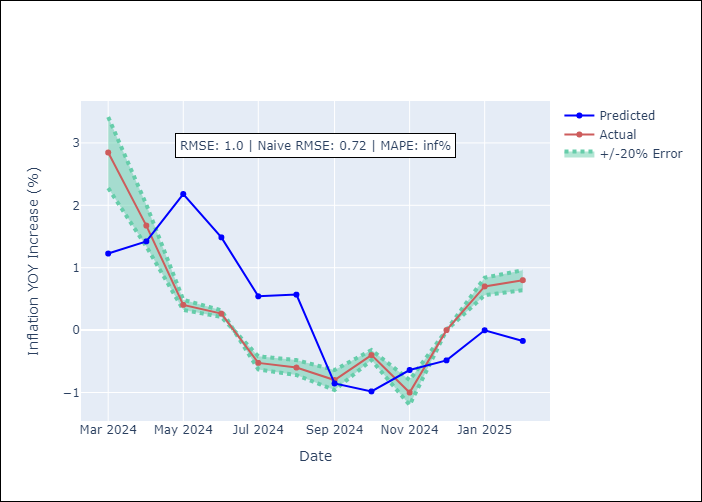 RMSE: 1.0 | Naive RMSE: 0.72 | MAPE: inf%
Predicted
Actual
+/-20% Error
Inflation YOY Increase (%)
3
2
1
0
−1
Mar 2024
May 2024
Jul 2024
Sep 2024
Nov 2024
Jan 2025
Date